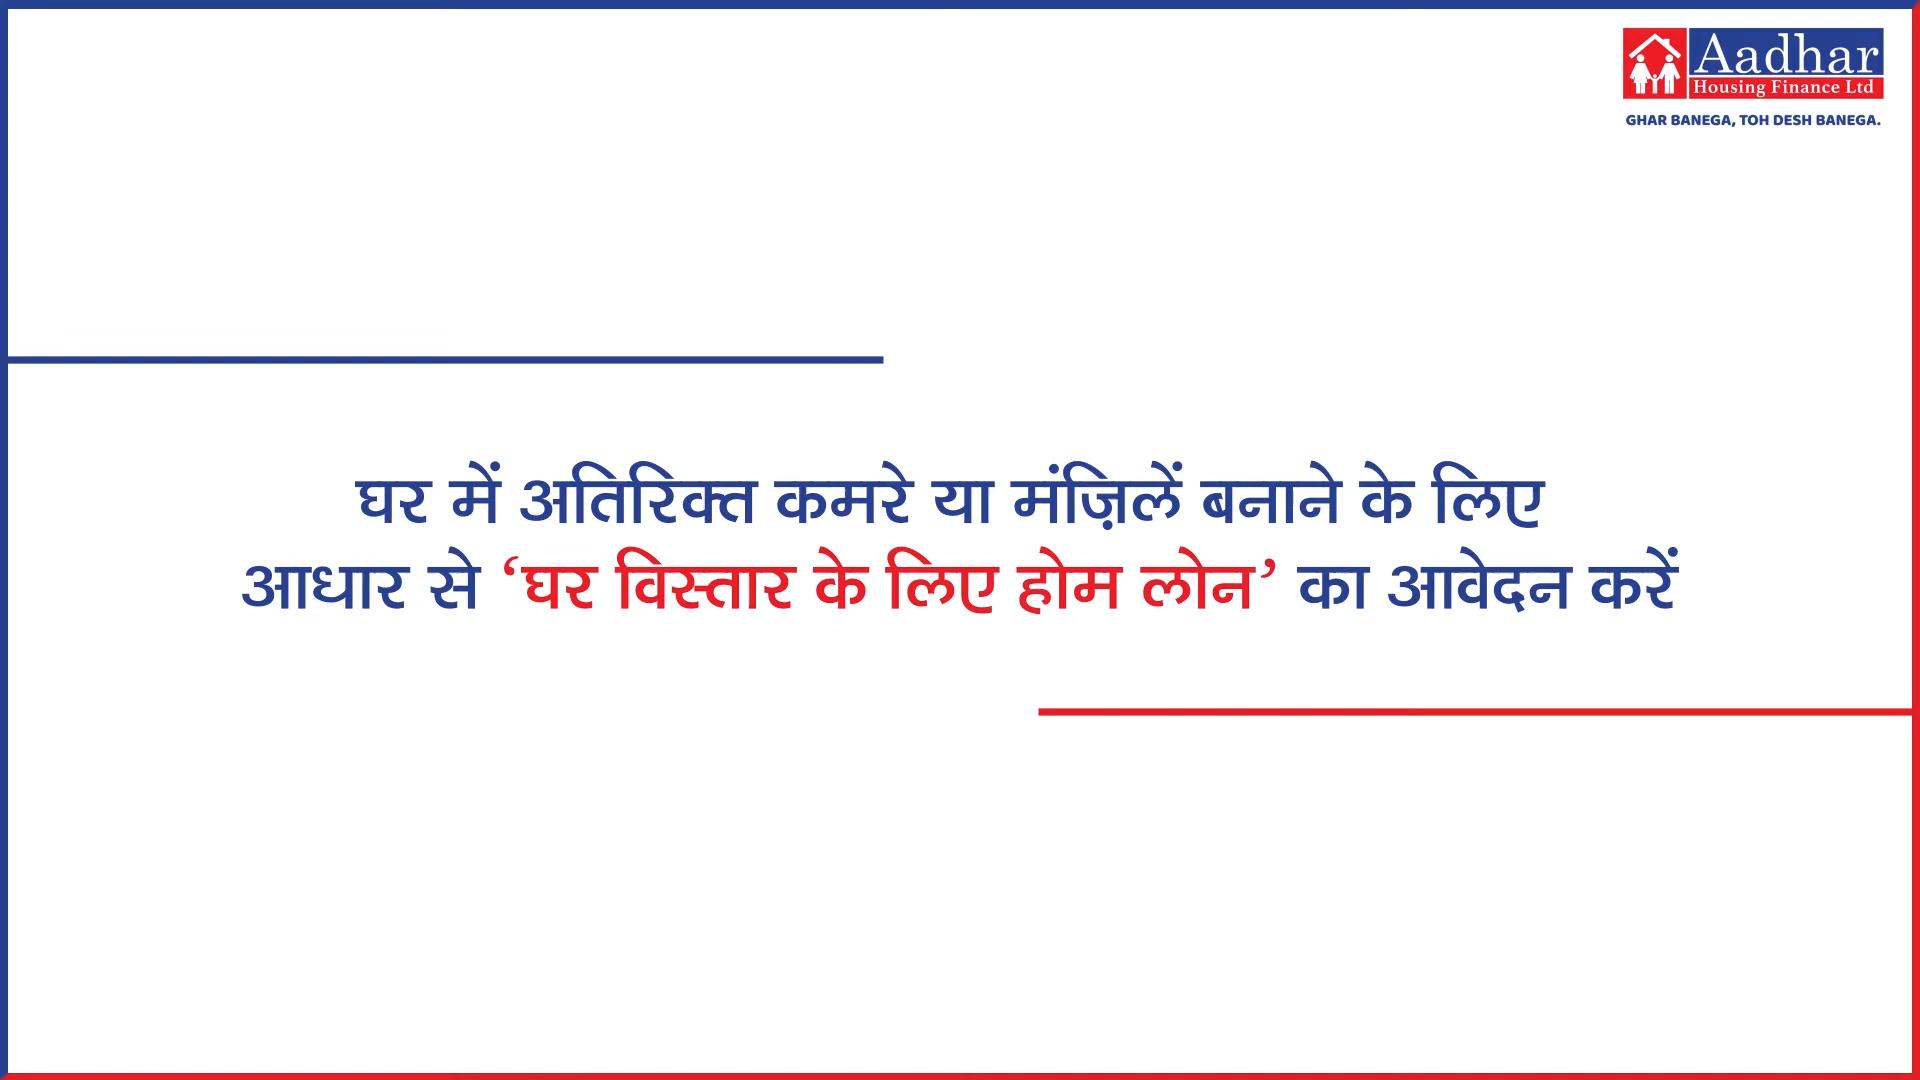 Aadhar
Housing Finance Ltd
GHAR BANEGA, TOH DESH BANEGA.
घर में अतिरिक्त कमरे या मंज़िलें बनाने के लिए
आधार से ‘घर विस्तार के लिए होम लोन’ का आवेदन करें